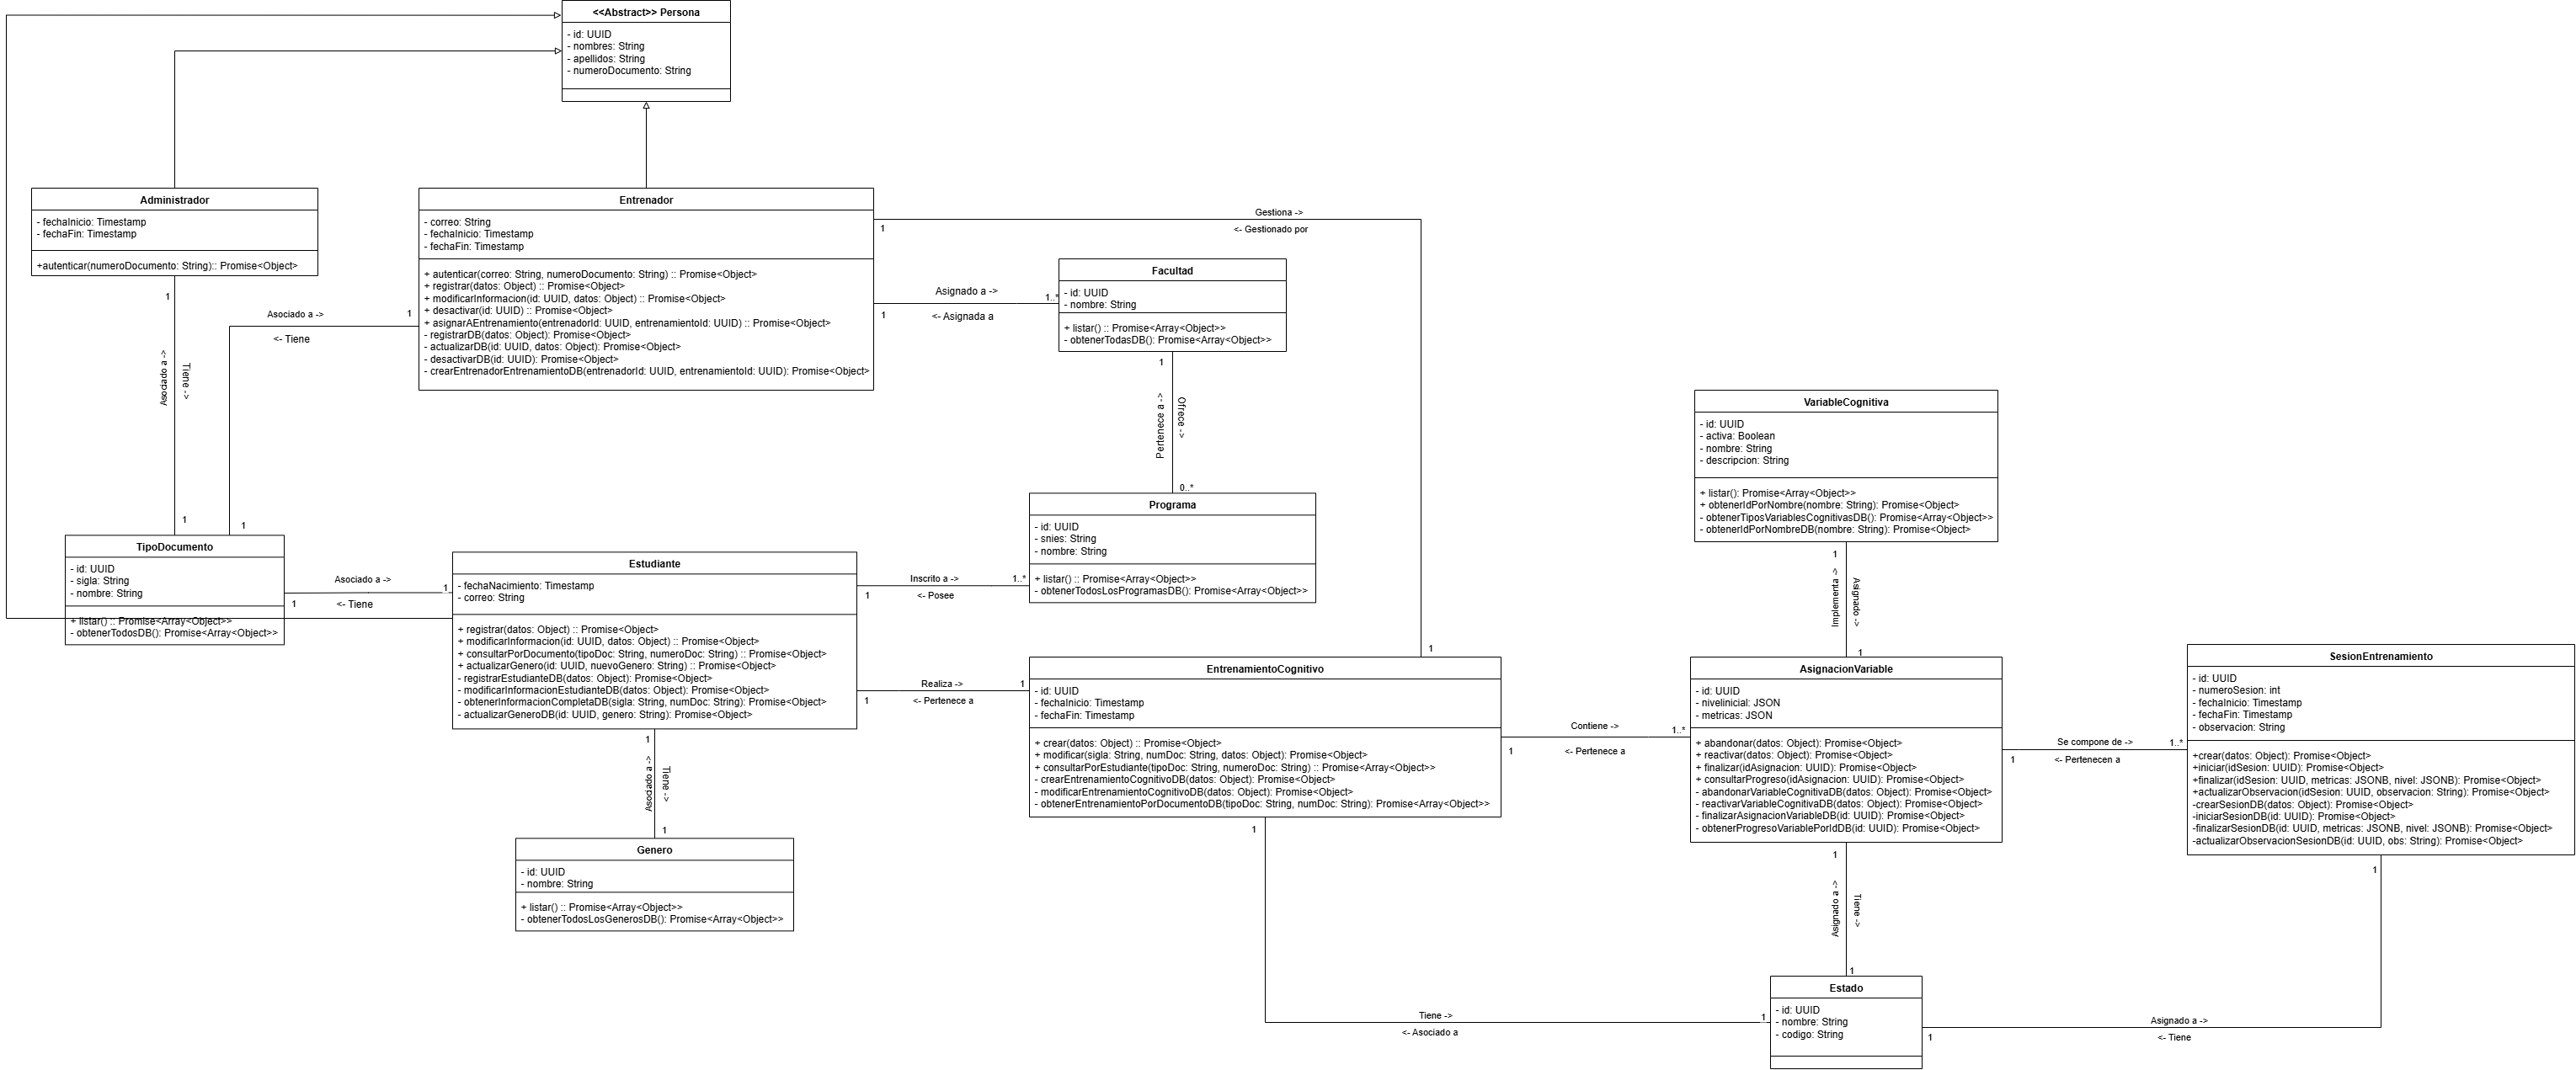 <<Abstract>> Persona
- id: UUID
- nombres: String
- apellidos: String
- numeroDocumento: String
Administrador
- fechaInicio: Timestamp
- fechaFin: Timestamp
+autenticar(numeroDocumento: String):: Promise<Object>
Entrenador
- correo: String
- fechaInicio: Timestamp
- fechaFin: Timestamp
+ autenticar(correo: String, numeroDocumento: String) :: Promise<Object>
+ registrar(datos: Object) :: Promise<Object>
+ modificarInformacion(id: UUID, datos: Object) :: Promise<Object>
+ desactivar(id: UUID) :: Promise<Object>
+ asignarAEntrenamiento(entrenadorId: UUID, entrenamientoId: UUID) :: Promise<Object>
- registrarDB(datos: Object): Promise<Object>
- actualizarDB(id: UUID, datos: Object): Promise<Object>
- desactivarDB(id: UUID): Promise<Object>
- crearEntrenadorEntrenamientoDB(entrenadorId: UUID, entrenamientoId: UUID): Promise<Object>
Gestiona ->
1
<- Gestionado por
1
Asignado a ->
1..*
1
<- Asignada a
Facultad
- id: UUID
- nombre: String
+ listar() :: Promise<Array<Object>>
- obtenerTodasDB(): Promise<Array<Object>>
1
Asociado a ->
Tiene ->
1
Asociado a ->
1
<- Tiene
1
1
Pertenece a ->
Ofrece ->
0..*
VariableCognitiva
- id: UUID
- activa: Boolean
- nombre: String
- descripcion: String
+ listar(): Promise<Array<Object>>
+ obtenerIdPorNombre(nombre: String): Promise<Object>
- obtenerTiposVariablesCognitivasDB(): Promise<Array<Object>>
- obtenerIdPorNombreDB(nombre: String): Promise<Object>
Programa
- id: UUID
- snies: String
- nombre: String
+ listar() :: Promise<Array<Object>>
- obtenerTodosLosProgramasDB(): Promise<Array<Object>>
TipoDocumento
- id: UUID
- sigla: String
- nombre: String
+ listar() :: Promise<Array<Object>>
- obtenerTodosDB(): Promise<Array<Object>>
Asociado a ->
1
1
<- Tiene
Estudiante
- fechaNacimiento: Timestamp
- correo: String
+ registrar(datos: Object) :: Promise<Object>
+ modificarInformacion(id: UUID, datos: Object) :: Promise<Object>
+ consultarPorDocumento(tipoDoc: String, numeroDoc: String) :: Promise<Object>
+ actualizarGenero(id: UUID, nuevoGenero: String) :: Promise<Object>
- registrarEstudianteDB(datos: Object): Promise<Object>
- modificarInformacionEstudianteDB(datos: Object): Promise<Object>
- obtenerInformacionCompletaDB(sigla: String, numDoc: String): Promise<Object>
- actualizarGeneroDB(id: UUID, genero: String): Promise<Object>
Inscrito a ->
1..*
1
<- Posee
Realiza ->
1
1
<- Pertenece a
1
Implementa ->
Asignado ->
1
EntrenamientoCognitivo
- id: UUID
- fechaInicio: Timestamp
- fechaFin: Timestamp
+ crear(datos: Object) :: Promise<Object>
+ modificar(sigla: String, numDoc: String, datos: Object): Promise<Object>
+ consultarPorEstudiante(tipoDoc: String, numeroDoc: String) :: Promise<Array<Object>>
- crearEntrenamientoCognitivoDB(datos: Object): Promise<Object>
- modificarEntrenamientoCognitivoDB(datos: Object): Promise<Object>
- obtenerEntrenamientoPorDocumentoDB(tipoDoc: String, numDoc: String): Promise<Array<Object>>
Contiene ->
1..*
1
<- Pertenece a
AsignacionVariable
- id: UUID
- nivelinicial: JSON
- metricas: JSON
+ abandonar(datos: Object): Promise<Object>
+ reactivar(datos: Object): Promise<Object>
+ finalizar(idAsignacion: UUID): Promise<Object>
+ consultarProgreso(idAsignacion: UUID): Promise<Object>
- abandonarVariableCognitivaDB(datos: Object): Promise<Object>
- reactivarVariableCognitivaDB(datos: Object): Promise<Object>
- finalizarAsignacionVariableDB(id: UUID): Promise<Object>
- obtenerProgresoVariablePorIdDB(id: UUID): Promise<Object>
Se compone de ->
1..*
1
<- Pertenecen a
SesionEntrenamiento
- id: UUID
- numeroSesion: int
- fechaInicio: Timestamp
- fechaFin: Timestamp
- observacion: String
+crear(datos: Object): Promise<Object>
+iniciar(idSesion: UUID): Promise<Object>
+finalizar(idSesion: UUID, metricas: JSONB, nivel: JSONB): Promise<Object>
+actualizarObservacion(idSesion: UUID, observacion: String): Promise<Object>
-crearSesionDB(datos: Object): Promise<Object>
-iniciarSesionDB(id: UUID): Promise<Object>
-finalizarSesionDB(id: UUID, metricas: JSONB, nivel: JSONB): Promise<Object>
-actualizarObservacionSesionDB(id: UUID, obs: String): Promise<Object>
1
Asociado a ->
Tiene ->
1
Genero
- id: UUID
- nombre: String
+ listar() :: Promise<Array<Object>>
- obtenerTodosLosGenerosDB(): Promise<Array<Object>>
1
1
Asignado a ->
Tiene ->
1
1
Tiene ->
1
<- Asociado a
Estado
- id: UUID
- nombre: String
- codigo: String
Asignado a ->
1
<- Tiene